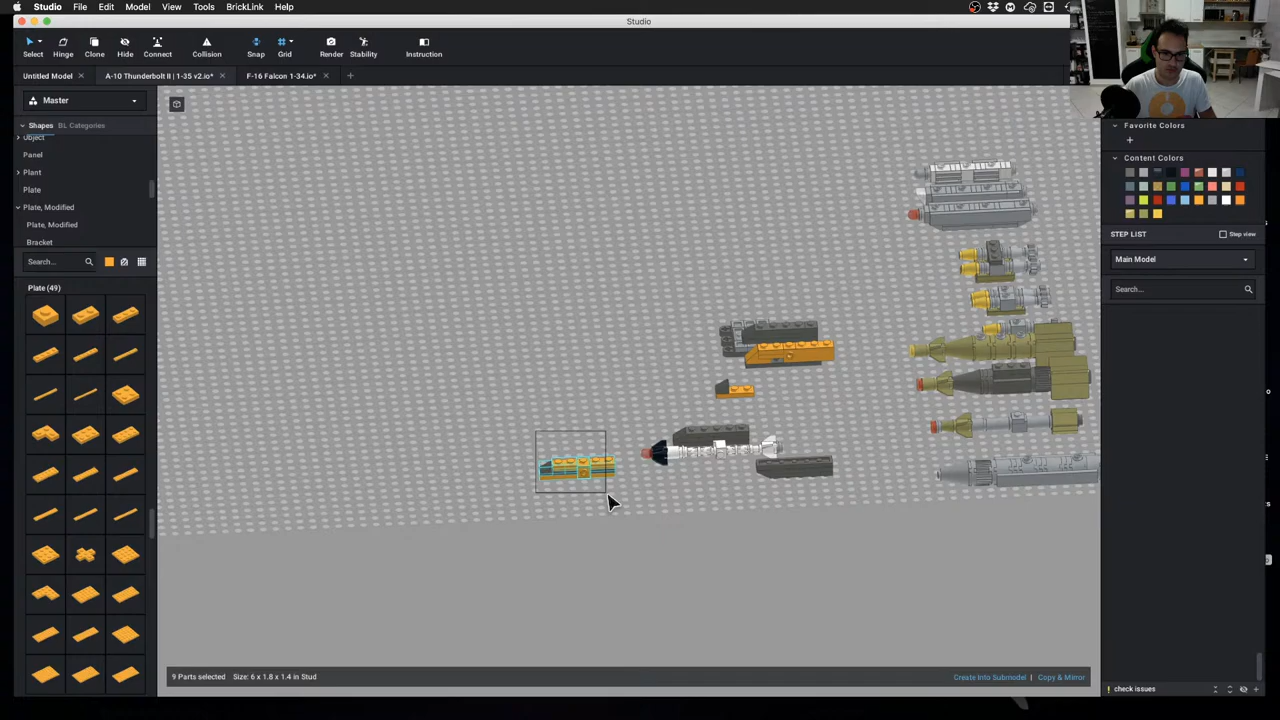 Studio File Edit Model View Tools BrickLink Help
Studio
Select Hinge Clone Hide Connect Collision Snap Grid Render Stability Instruction
Untitled Model A-10 Thunderbolt II | 1-35 v2.io* F-16 Falcon 1-34.io*
Master
Shapes BL Categories
Object
Panel
Plant
Plate
Plate, Modified
Plate, Modified
Bracket
Search...
Plate (49)
Favorite Colors
Content Colors
STEP LIST Step view
Main Model
Search...
9 Parts selected Size: 6 x 1.8 x 1.4 in Stud Create Into Submodel | Copy & Mirror
check issues